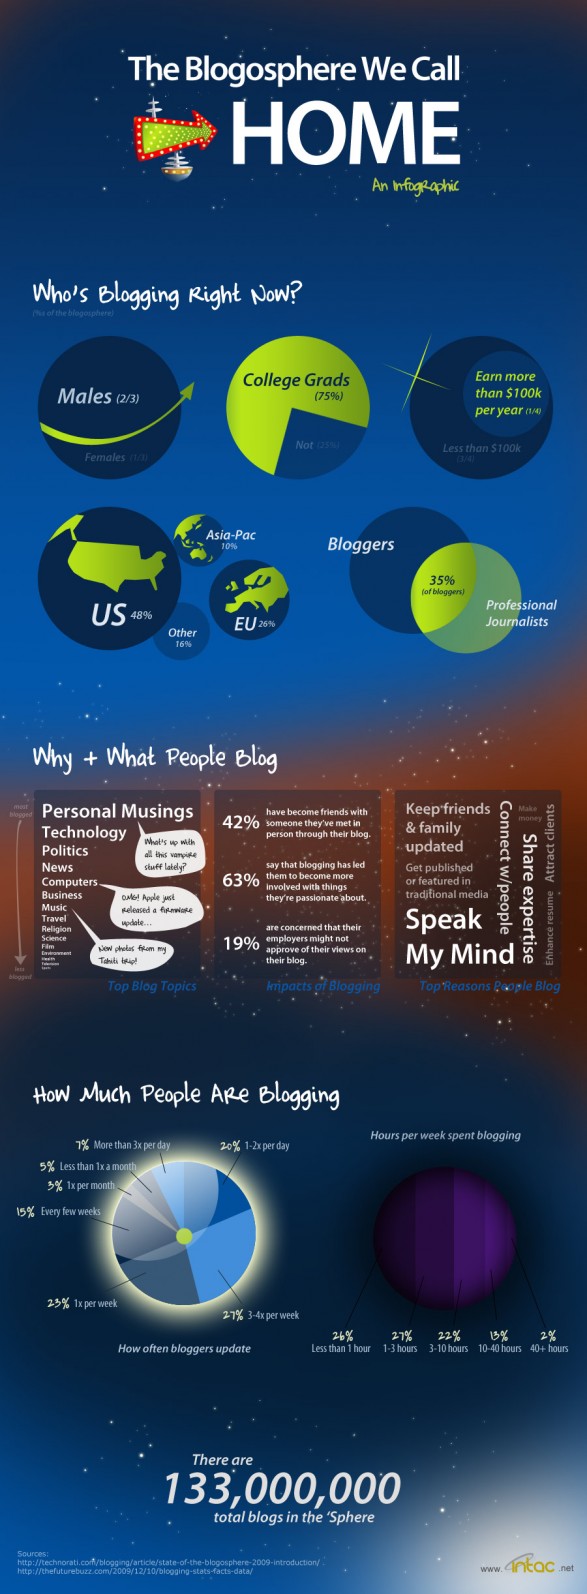 The Blogosphere We Call
HOME
An Infographic
Who's Blogging Right Now?
(%s of the blogosphere)
Males (2/3)
Females (1/3)
College Grads
(75%)
Not (25%)
Earn more
than $100k
per year (1/4)
Less than $100k
(3/4)
US 48%
Asia-Pac
10%
EU 26%
Other
16%
Bloggers
35%
(of bloggers)
Professional
Journalists
Why + What People Blog
most
blogged
least
blogged
Personal Musings
Technology
Politics
News
Computers
Business
Music
Travel
Religion
Science
Film
Environment
Health
Television
What's up with
all this vampire
stuff lately?
OMG! Apple just
released a firmware
update...
New photos from my
Tahiti trip!
Top Blog Topics
42%
have become friends with
someone they've met in
person through their blog.
63%
say that blogging has led
them to become more
involved with things
they're passionate about.
19%
are concerned that their
employers might not
approve of their views on
their blog.
Impacts of Blogging
Keep friends
& family
updated
Get published
or featured in
traditional media
Speak
My Mind
Connect w/people
Make
money
Share expertise
Attract clients
Enhance resume
Top Reasons People Blog
How Much People Are Blogging
7% More than 3x per day
20% 1-2x per day
5% Less than 1x a month
3% 1x per month
15% Every few weeks
23% 1x per week
27% 3-4x per week
How often bloggers update
Hours per week spent blogging
26%
Less than 1 hour
27%
1-3 hours
22%
3-10 hours
13%
10-40 hours
2%
40+ hours
There are
133,000,000
total blogs in the 'Sphere
Sources:
http://technorati.com/blogging/article/state-of-the-blogosphere-2009-introduction/
http://thefuturebuzz.com/2009/12/10/blogging-stats-facts-data/
www. intac .net